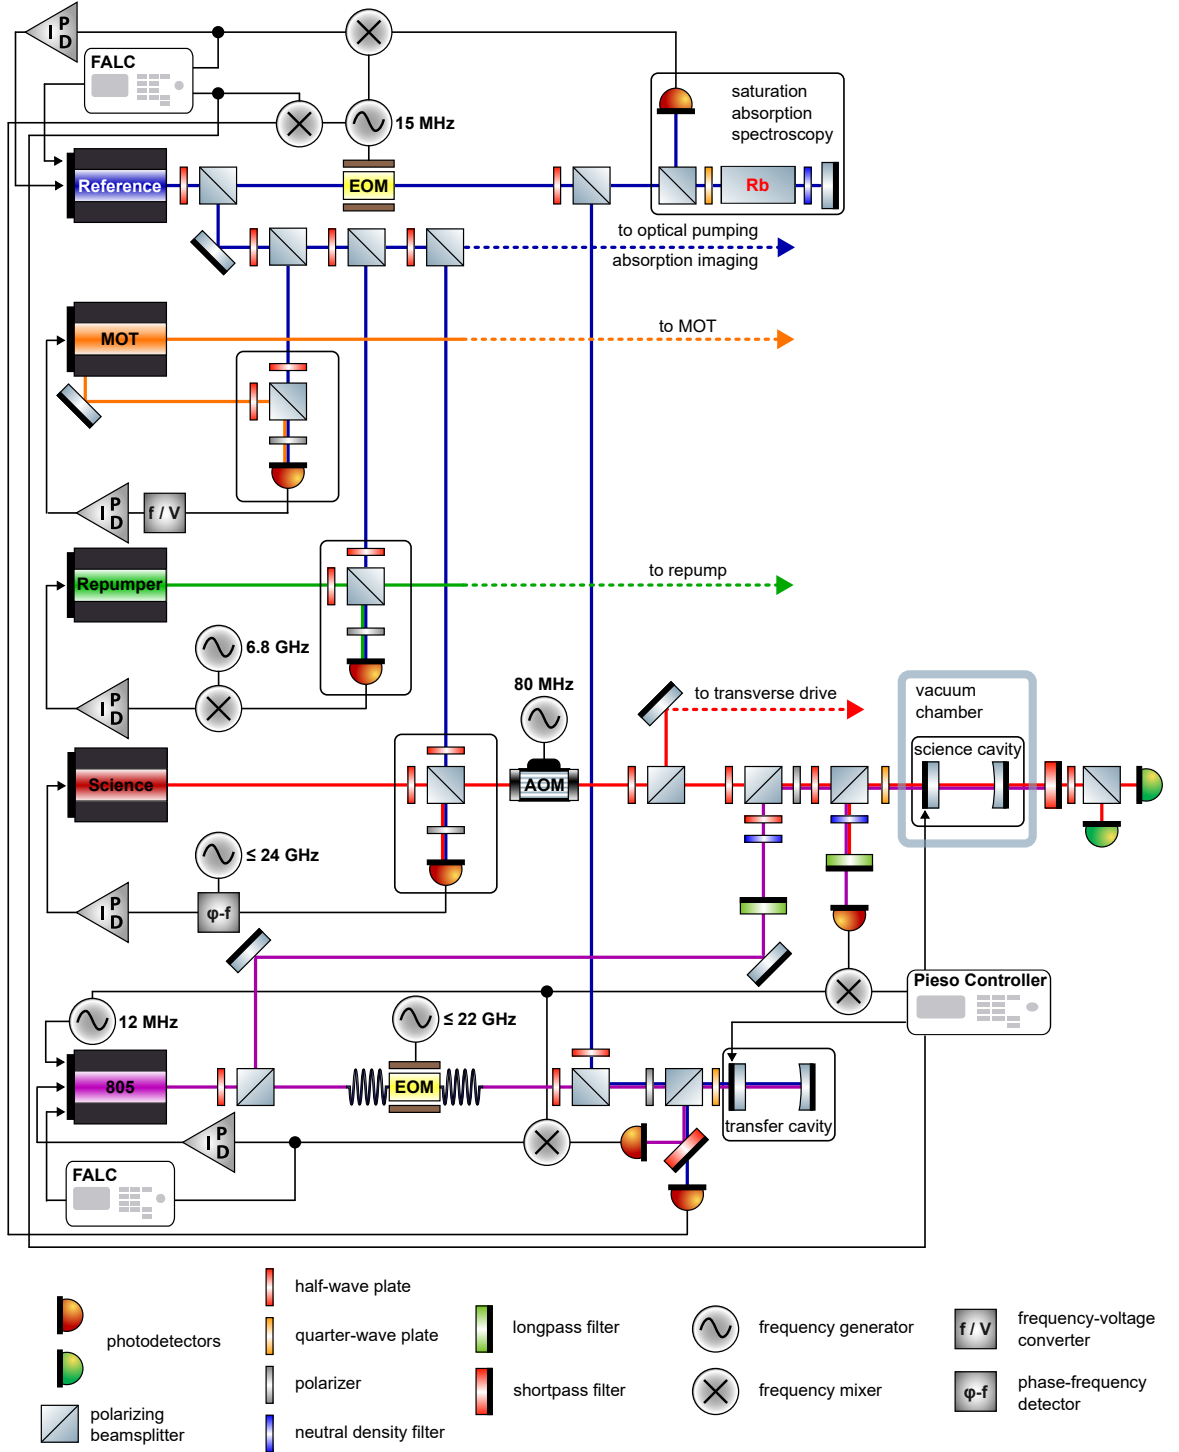 P
I
D
FALC
15 MHz
saturation
absorption
spectroscopy
Reference
EOM
Rb
to optical pumping
absorption imaging
MOT
to MOT
P
I
D
f / V
Repumper
to repump
6.8 GHz
P
I
D
80 MHz
to transverse drive
vacuum
chamber
science cavity
Science
AOM
≤ 24 GHz
P
I
D
φ-f
Pieso Controller
12 MHz
≤ 22 GHz
805
EOM
transfer cavity
P
I
D
FALC
half-wave plate
photodetectors
quarter-wave plate
polarizer
polarizing
beamsplitter
neutral density filter
longpass filter
shortpass filter
frequency generator
frequency mixer
f / V
frequency-voltage
converter
φ-f
phase-frequency
detector